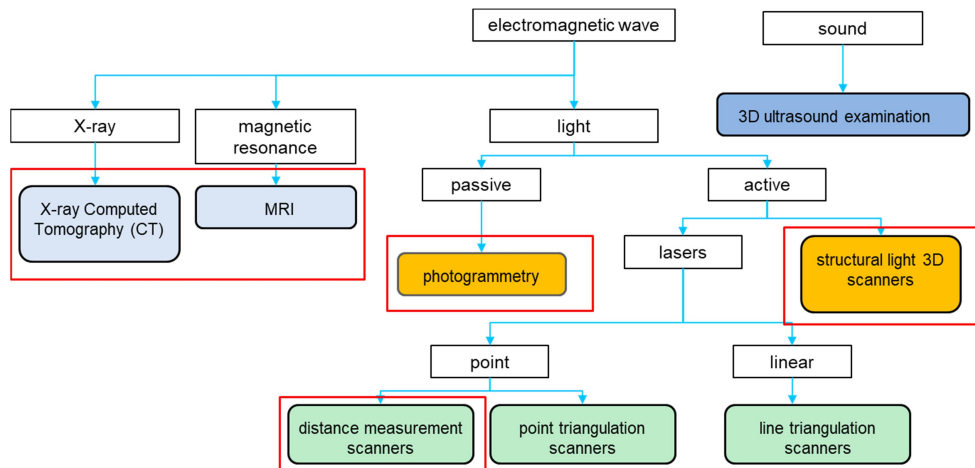 electromagnetic wave
sound
X-ray
magnetic
resonance
light
3D ultrasound examination
passive
active
X-ray Computed
Tomography (CT)
MRI
photogrammetry
lasers
structural light 3D
scanners
point
linear
distance measurement
scanners
point triangulation
scanners
line triangulation
scanners